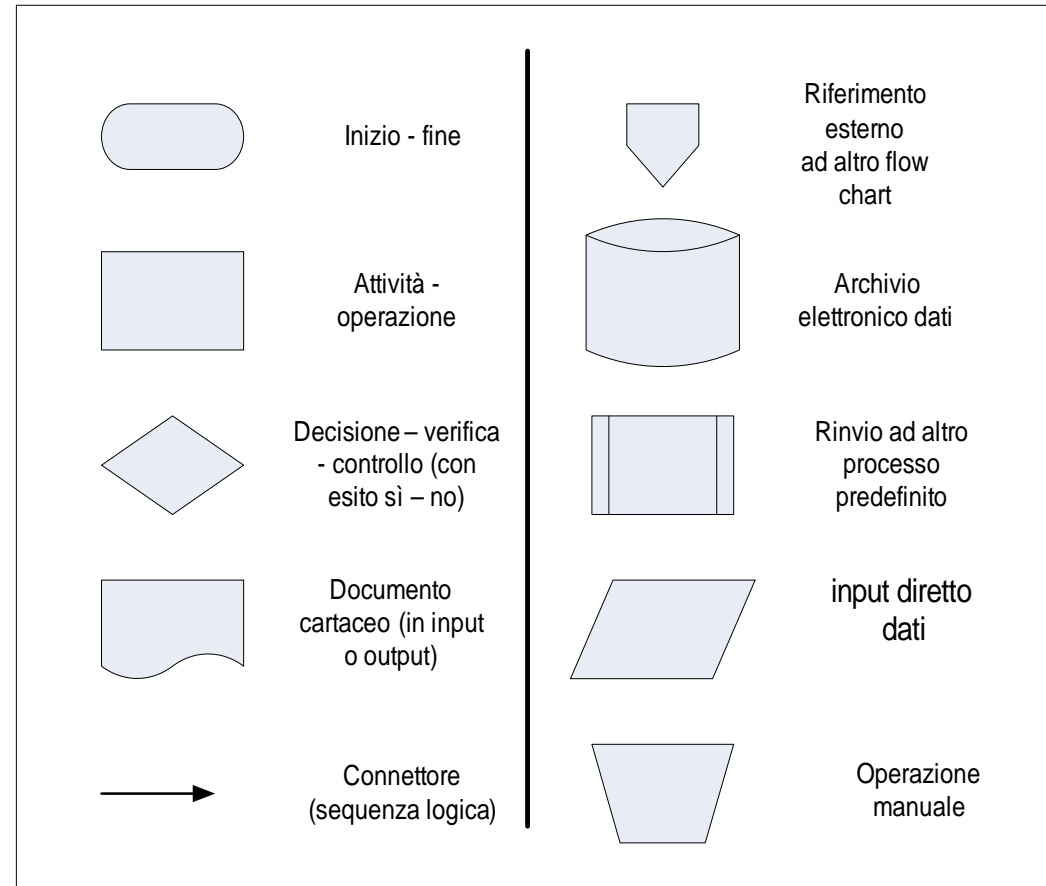 Inizio - fine
Attività -
operazione
Decisione – verifica
- controllo (con
esito sì – no)
Documento
cartaceo (in input
o output)
Connettore
(sequenza logica)
Riferimento
esterno
ad altro flow
chart
Archivio
elettronico dati
Rinvio ad altro
processo
predefinito
input diretto
dati
Operazione
manuale